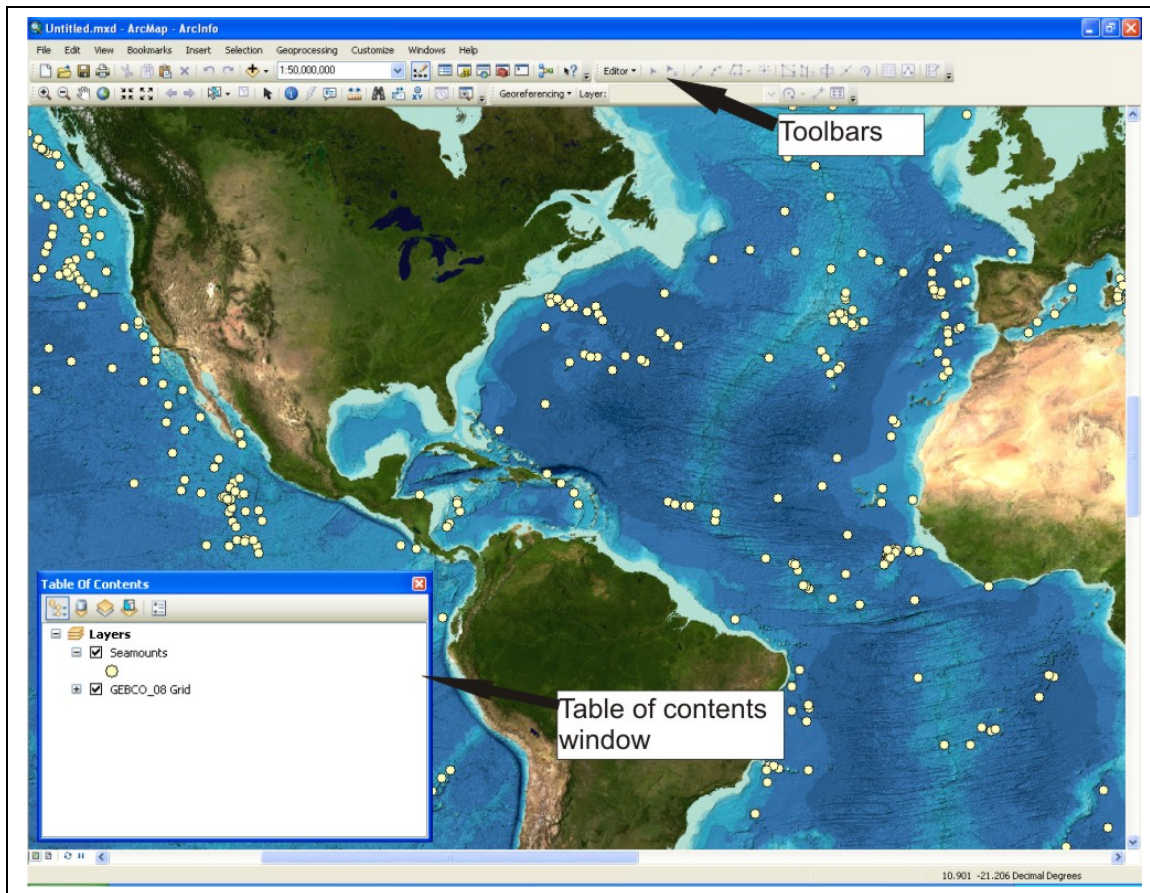 Untitled.mxd - ArcMap - ArcInfo
File Edit View Bookmarks Insert Selection Geoprocessing Customize Windows Help
1:50,000,000 Editor
Georeferencing Layer:
Toolbars
Table Of Contents
Layers
Seamounts
GEBCO_08 Grid
Table of contents
window
10.901 -21.206 Decimal Degrees